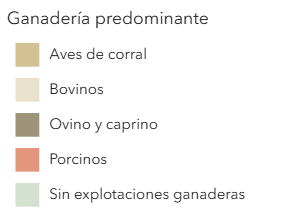 Ganadería predominante
Aves de corral
Bovinos
Ovino y caprino
Porcinos
Sin explotaciones ganaderas